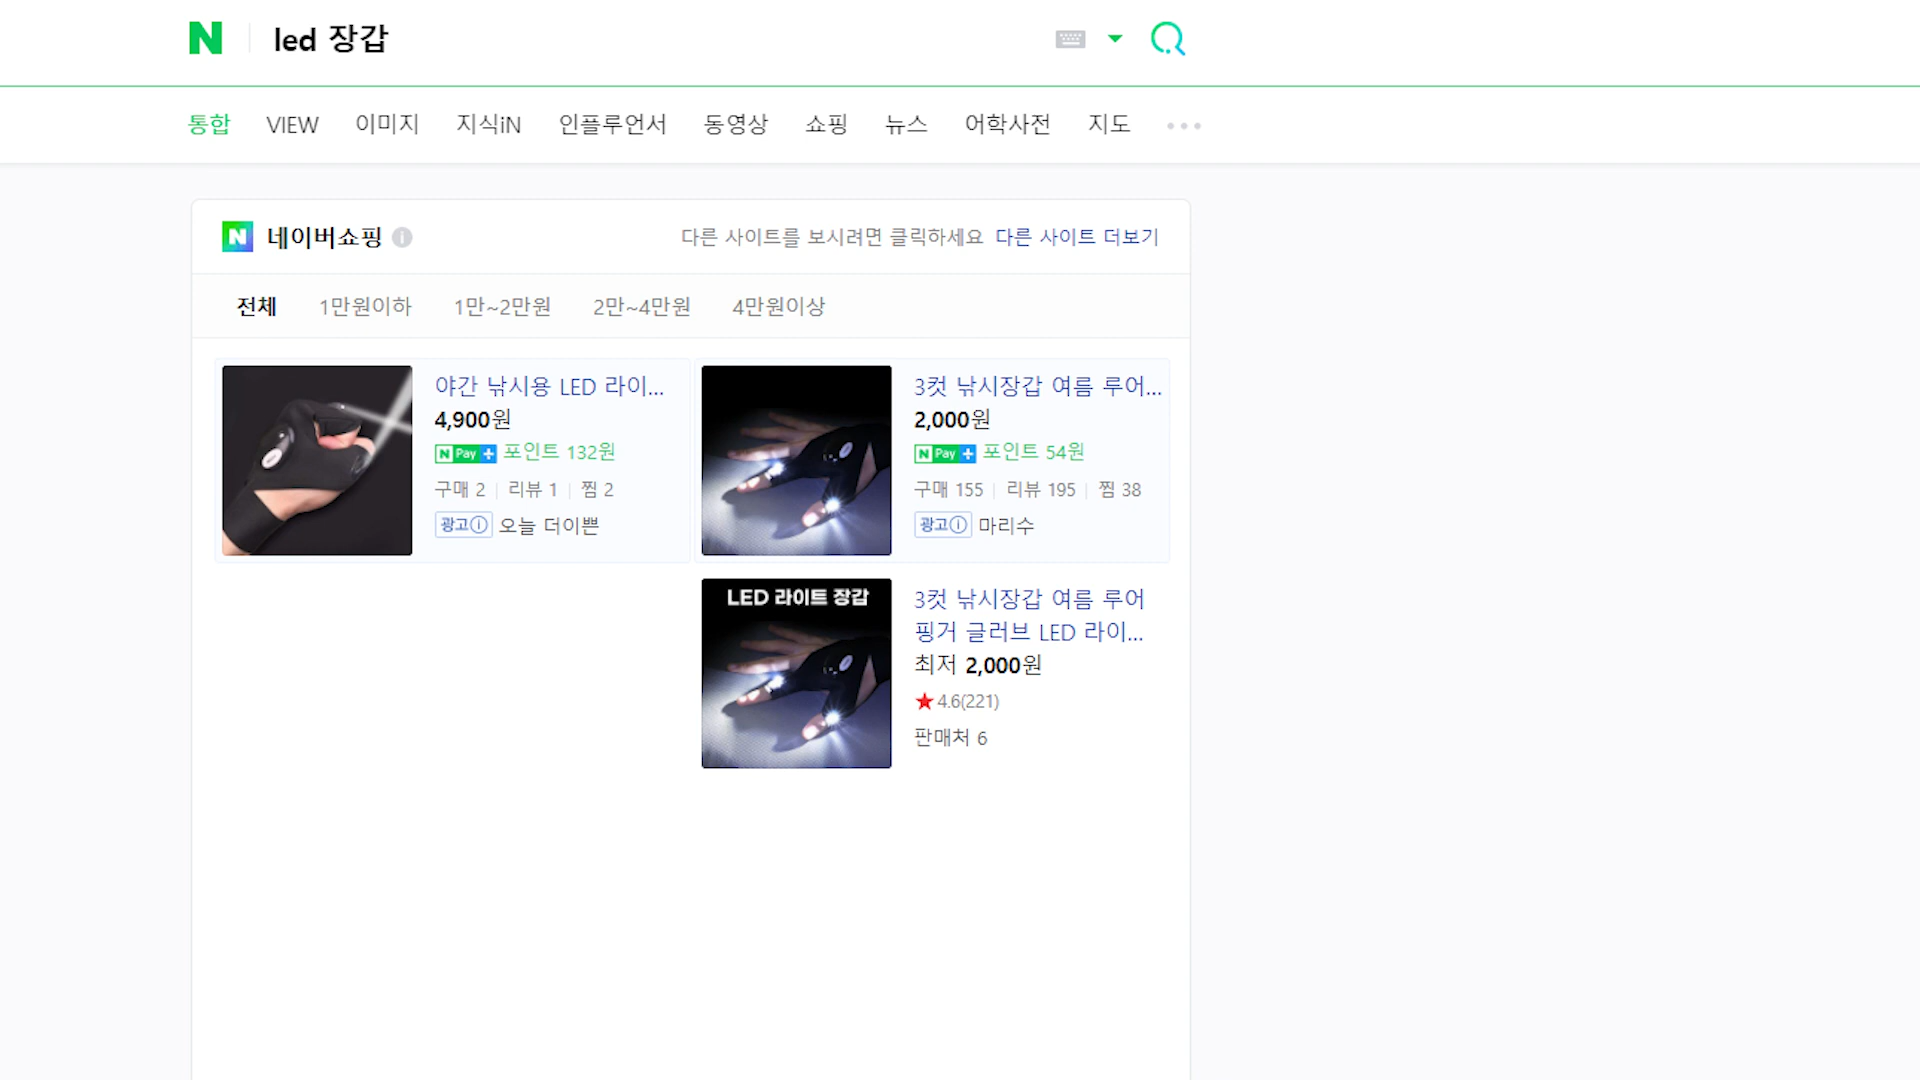 N led 장갑
통합 VIEW 이미지 지식iN 인플루언서 동영상 쇼핑 뉴스 어학사전 지도
N 네이버쇼핑 다른 사이트를 보시려면 클릭하세요 다른 사이트 더보기
전체 1만원이하 1만~2만원 2만~4만원 4만원이상
야간 낚시용 LED 라이...
4,900원
N Pay + 포인트 132원
구매 2 리뷰 1 찜 2
광고 오늘 더이쁜
3컷 낚시장갑 여름 루어...
2,000원
N Pay + 포인트 54원
구매 155 리뷰 195 찜 38
광고 마리수
LED 라이트 장갑
3컷 낚시장갑 여름 루어
핑거 글러브 LED 라이...
최저 2,000원
★ 4.6(221)
판매처 6